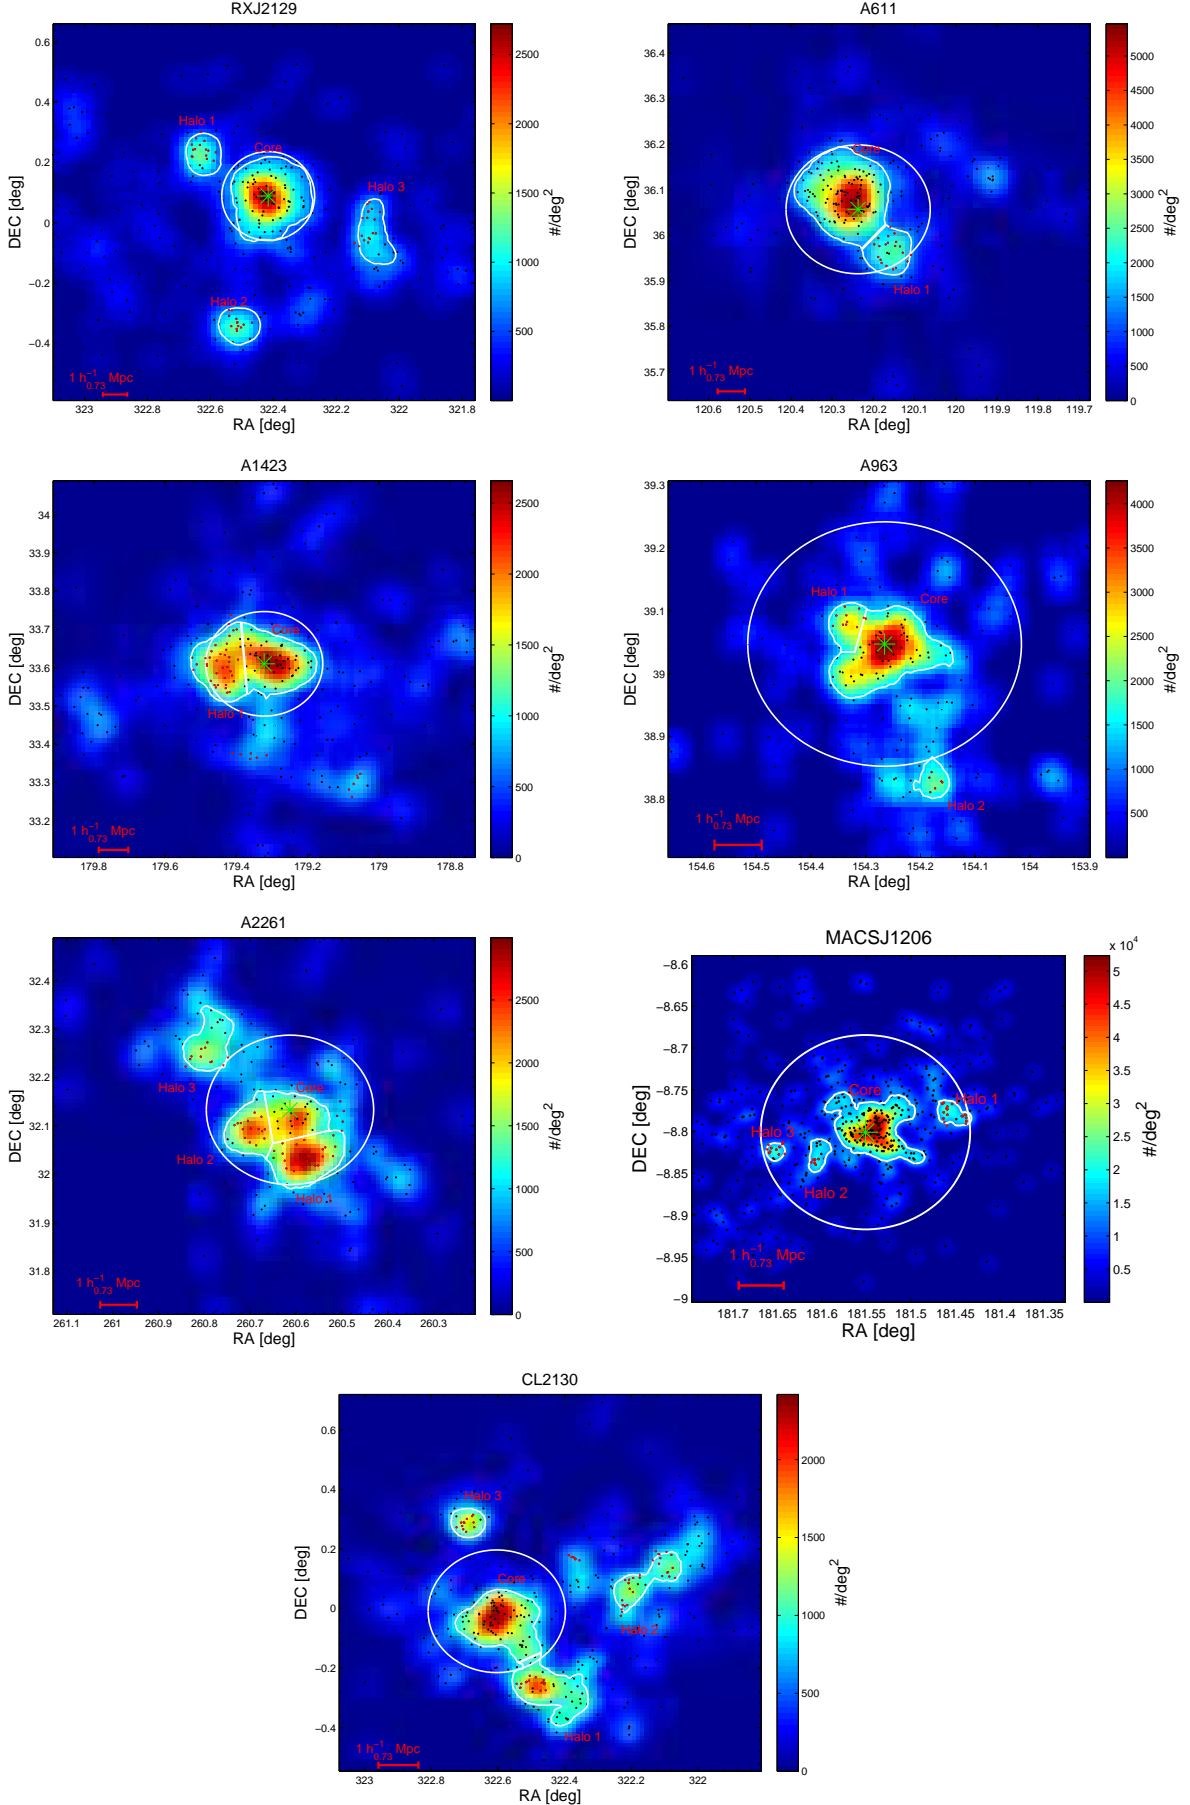 RXJ2129
0.6
0.4
0.2
0
−0.2
−0.4
DEC [deg]
Halo 1
Core
Halo 3
Halo 2
1 h−1 0.73 Mpc
323
322.8
322.6
322.4
322.2
322
321.8
RA [deg]
2500
2000
1500
1000
500
#/deg2
A611
36.4
36.3
36.2
36.1
36
35.9
35.8
35.7
DEC [deg]
Core
Halo 1
1 h−1 0.73 Mpc
120.6
120.5
120.4
120.3
120.2
120.1
120
119.9
119.8
119.7
RA [deg]
5000
4500
4000
3500
3000
2500
2000
1500
1000
500
0
#/deg2
A1423
34
33.9
33.8
33.7
33.6
33.5
33.4
33.3
33.2
DEC [deg]
Core
Halo 1
1 h−1 0.73 Mpc
179.8
179.6
179.4
179.2
179
178.8
RA [deg]
2500
2000
1500
1000
500
0
#/deg2
A963
39.3
39.2
39.1
39
38.9
38.8
DEC [deg]
Halo 1
Core
Halo 2
1 h−1 0.73 Mpc
154.6
154.5
154.4
154.3
154.2
154.1
154
153.9
RA [deg]
4000
3500
3000
2500
2000
1500
1000
500
#/deg2
A2261
32.4
32.3
32.2
32.1
32
31.9
31.8
DEC [deg]
Halo 3
Core
Halo 2
Halo 1
1 h−1 0.73 Mpc
261.1
261
260.9
260.8
260.7
260.6
260.5
260.4
260.3
RA [deg]
2500
2000
1500
1000
500
0
#/deg2
MACSJ1206
−8.6
−8.65
−8.7
−8.75
−8.8
−8.85
−8.9
−8.95
−9
DEC [deg]
Core
Halo 1
Halo 3
Halo 2
1 h−1 0.73 Mpc
181.7
181.65
181.6
181.55
181.5
181.45
181.4
181.35
RA [deg]
x 10 4
5
4.5
4
3.5
3
2.5
2
1.5
1
0.5
#/deg2
CL2130
0.6
0.4
0.2
0
−0.2
−0.4
DEC [deg]
Halo 3
Core
Halo 2
Halo 1
1 h−1 0.73 Mpc
323
322.8
322.6
322.4
322.2
322
RA [deg]
2000
1500
1000
500
0
#/deg2